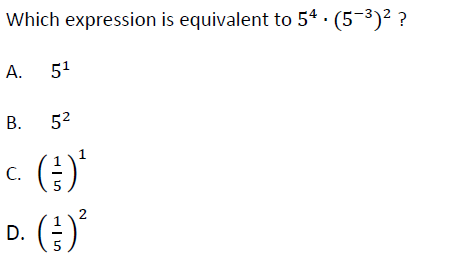 Which expression is equivalent to 5⁴ · (5⁻³)² ?
A. 5¹
B. 5²
C. (1/5)¹
D. (1/5)²